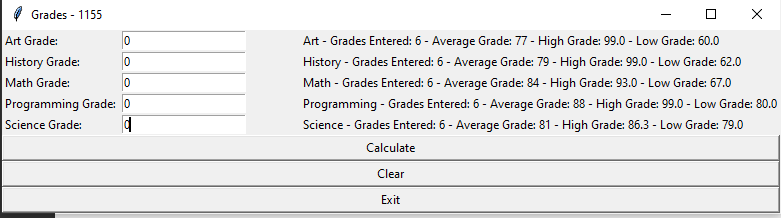 Grades - 1155
Art Grade: 0 Art - Grades Entered: 6 - Average Grade: 77 - High Grade: 99.0 - Low Grade: 60.0
History Grade: 0 History - Grades Entered: 6 - Average Grade: 79 - High Grade: 99.0 - Low Grade: 62.0
Math Grade: 0 Math - Grades Entered: 6 - Average Grade: 84 - High Grade: 93.0 - Low Grade: 67.0
Programming Grade: 0 Programming - Grades Entered: 6 - Average Grade: 88 - High Grade: 99.0 - Low Grade: 80.0
Science Grade: 0 Science - Grades Entered: 6 - Average Grade: 81 - High Grade: 86.3 - Low Grade: 79.0
Calculate
Clear
Exit